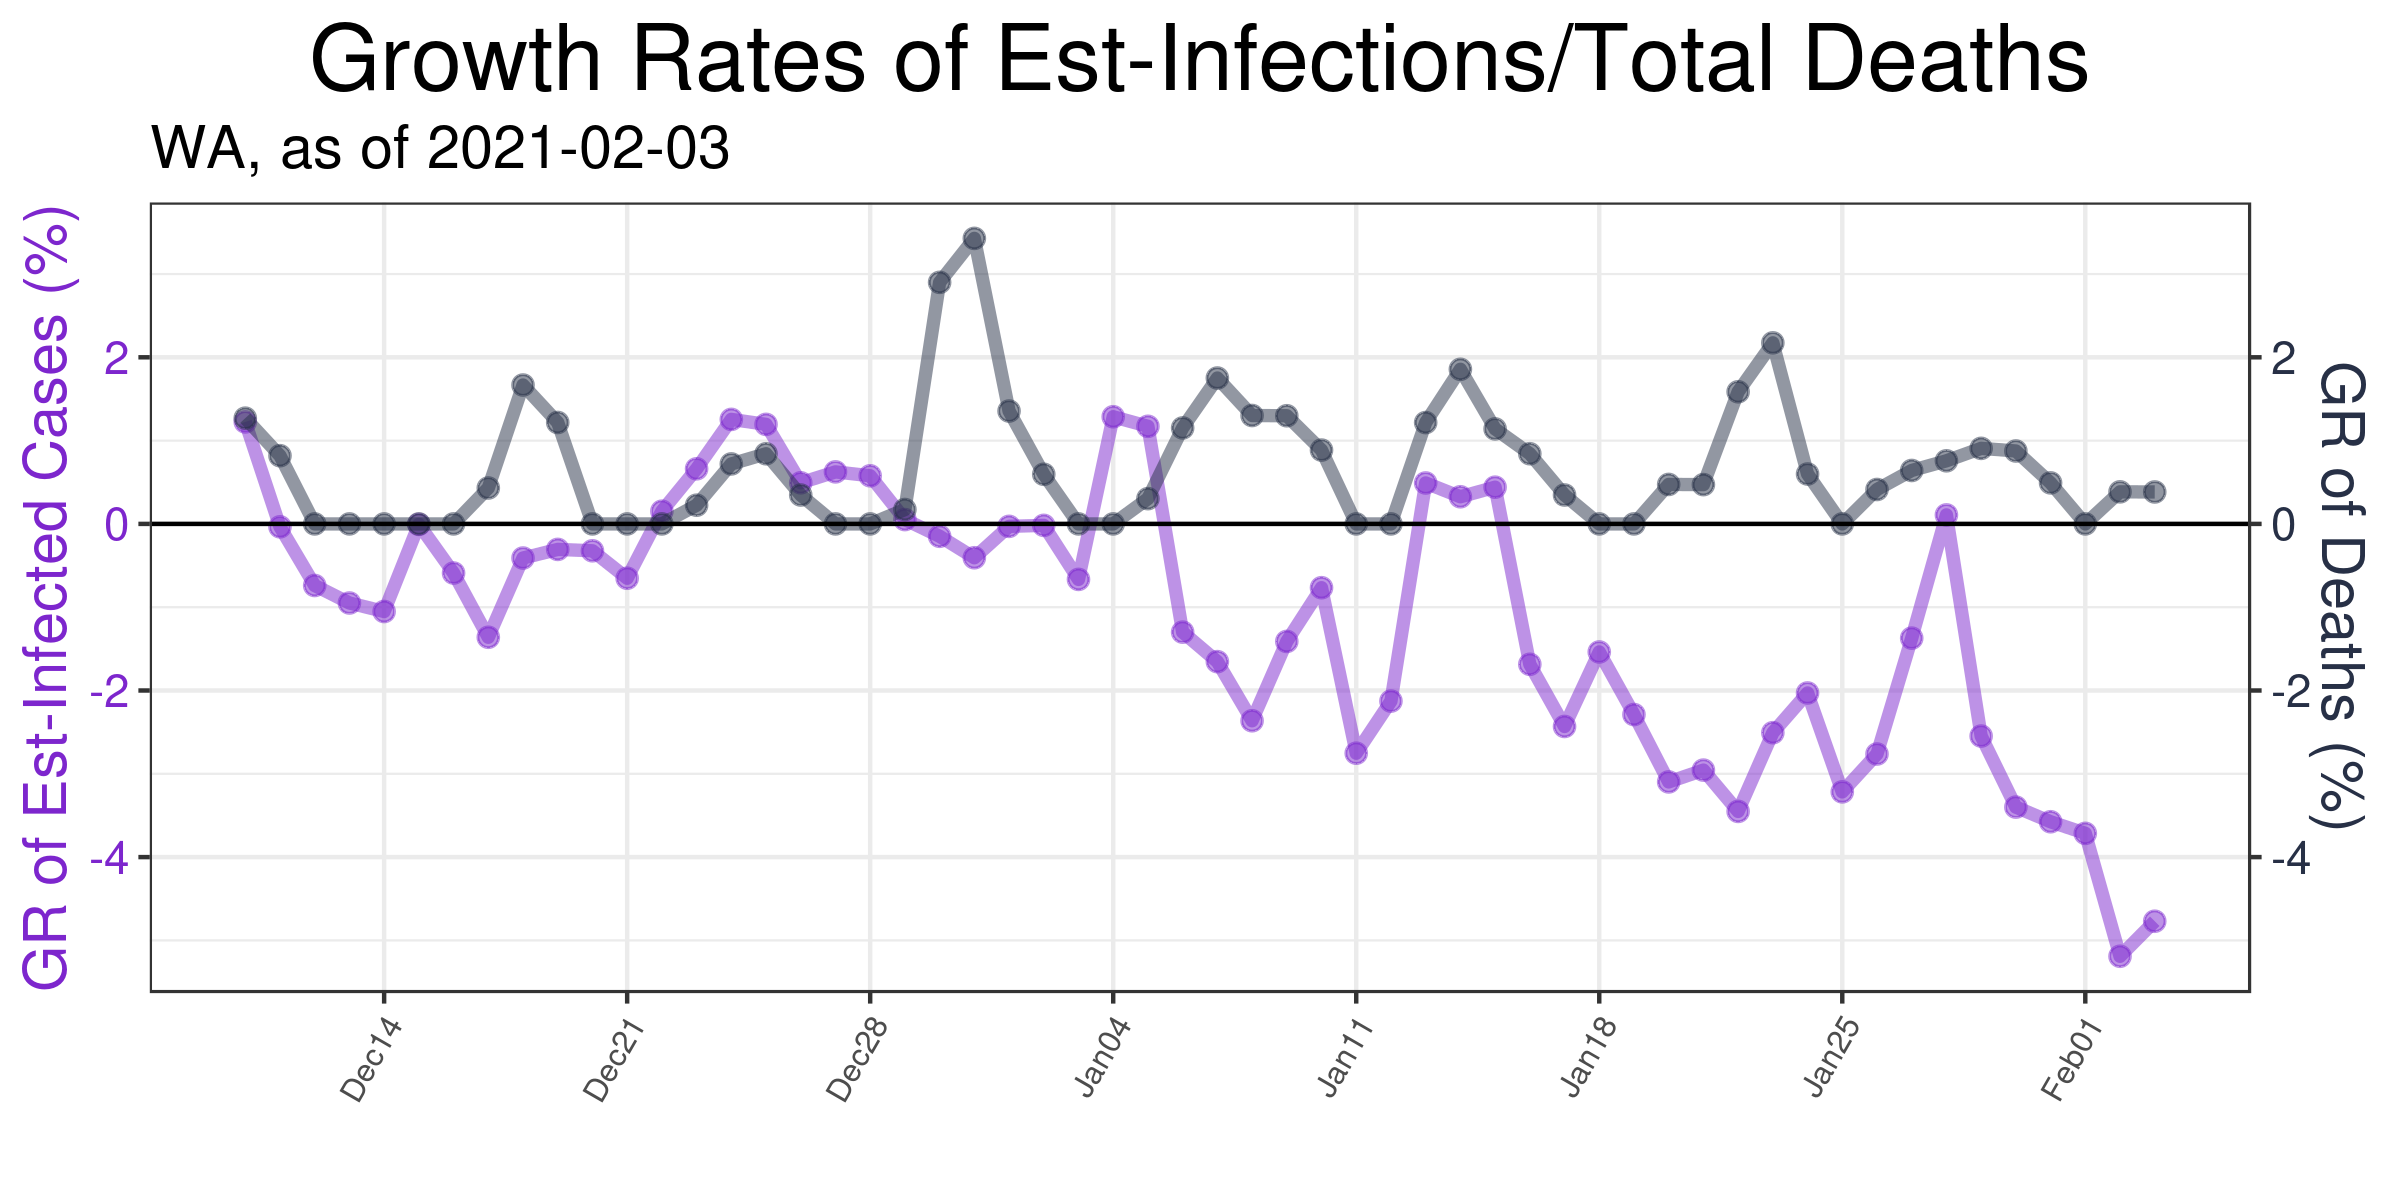 Growth Rates of Est-Infections/Total Deaths
WA, as of 2021-02-03
GR of Est-Infected Cases (%)
2
0
-2
-4
2
0
-2
-4
GR of Deaths (%)
Dec14
Dec21
Dec28
Jan04
Jan11
Jan18
Jan25
Feb01